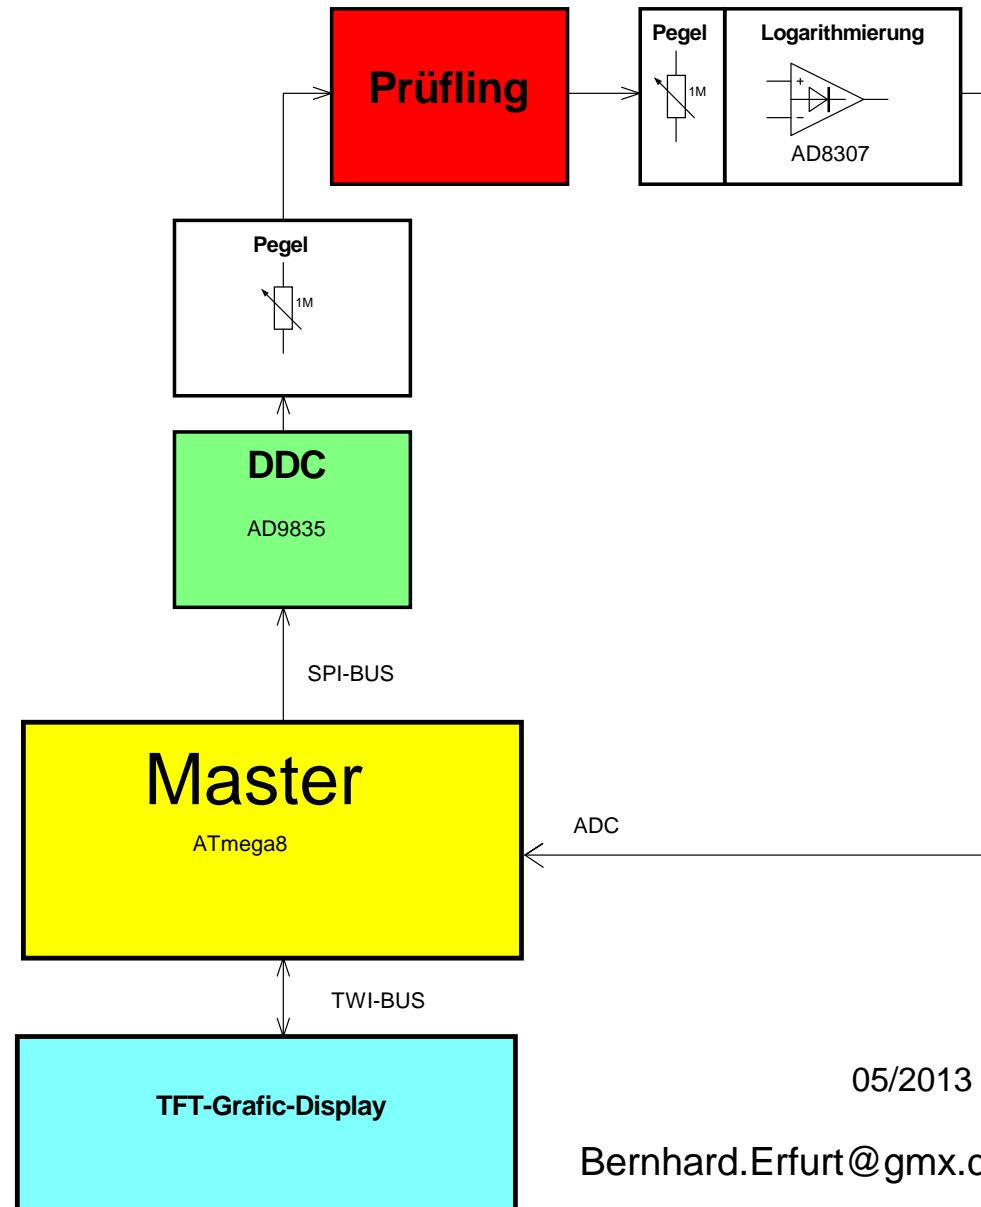 Prüfling
Pegel
1M
Logarithmierung
+
−
AD8307
Pegel
1M
DDC
AD9835
SPI-BUS
Master
ATmega8
ADC
TWI-BUS
TFT-Grafic-Display
05/2013
Bernhard.Erfurt@gmx.